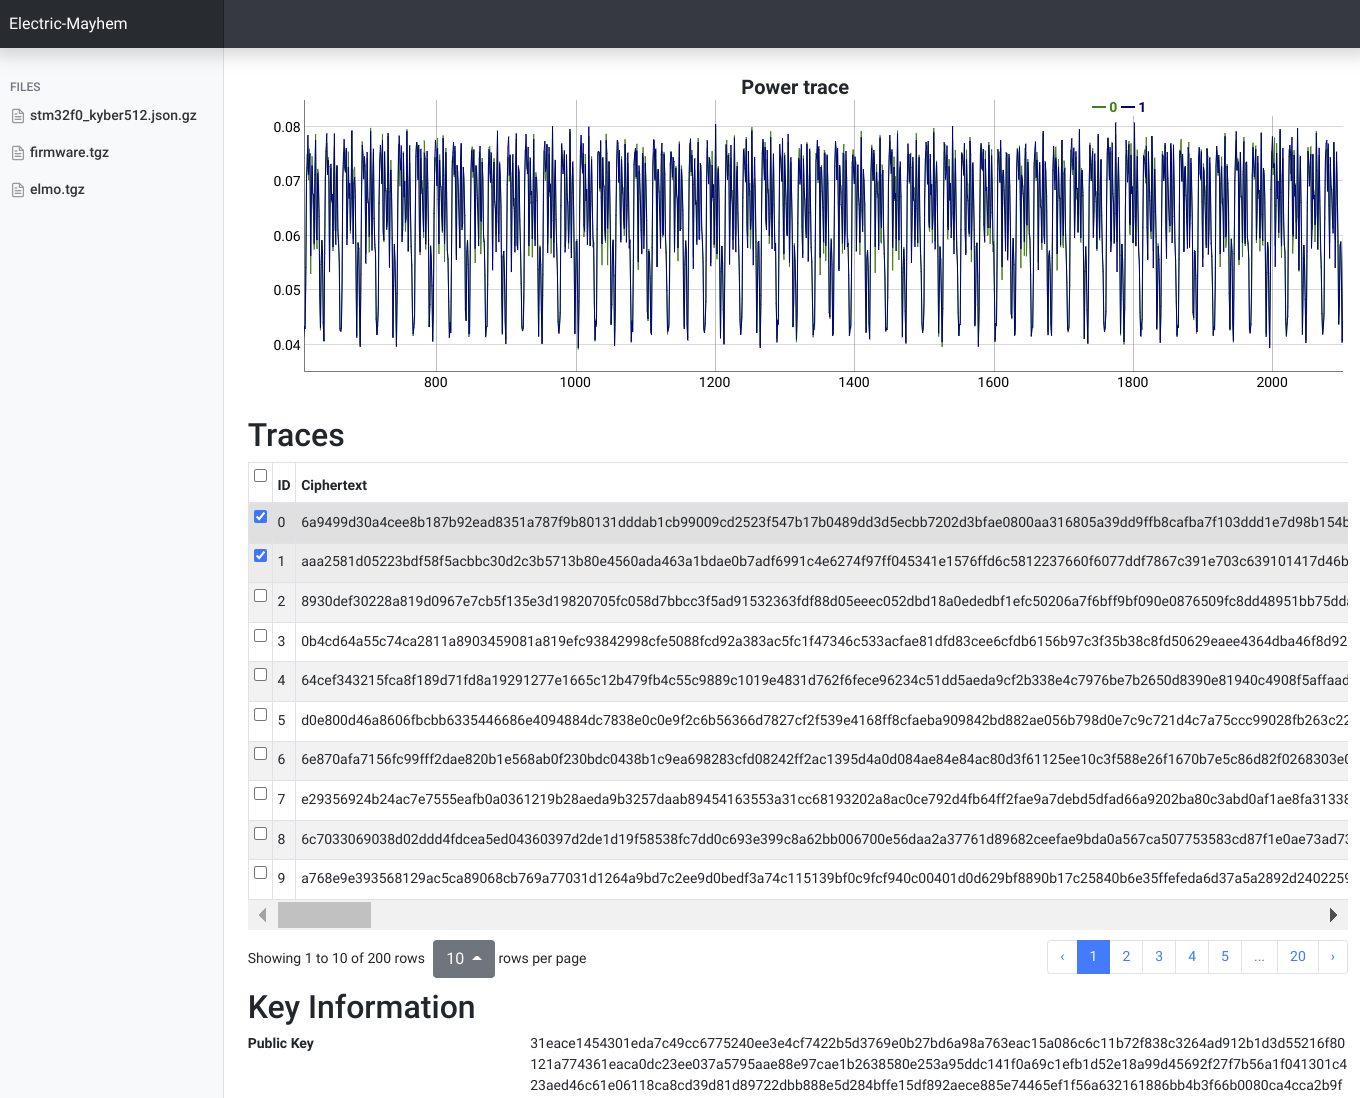 Electric-Mayhem
FILES
stm32f0_kyber512.json.gz
firmware.tgz
elmo.tgz
Power trace
0 1
0.08
0.07
0.06
0.05
0.04
800 1000 1200 1400 1600 1800 2000
Traces
ID Ciphertext
0 6a9499d30a4cee8b187b92ead8351a787f9b80131dddab1cb99009cd2523f547b17b0489dd3d5ecbb7202d3bfae0800aa316805a39dd9ffb8cafba7f103ddd1e7d98b154b
1 aaa2581d05223bdf58f5acbbc30d2c3b5713b80e4560ada463a1bdae0b7adf6991c4e6274f97ff045341e1576ffd6c5812237660f6077ddf7867c391e703c639101417d46b
2 8930def30228a819d0967e7cb5f135e3d19820705fc058d7bbcc3f5ad91532363fdf88d05eeec052dbd18a0ededbf1efc50206a7f6bff9bf090e0876509fc8dd48951bb75dda
3 0b4cd64a55c74ca2811a8903459081a819efc93842998cfe5088fcd92a383ac5fc1f47346c533acfae81dfd83cee6cfdb6156b97c3f35b38c8fd50629eaee4364dba46f8d92
4 64cef343215fca8f189d71fd8a19291277e1665c12b479fb4c55c9889c1019e4831d762f6fece96234c51dd5aeda9cf2b338e4c7976be7b2650d8390e81940c4908f5affaad
5 d0e800d46a8606fbcbb6335446686e4094884dc7838e0c0e9f2c6b56366d7827cf2f539e4168ff8cfaeba909842bd882ae056b798d0e7c9c721d4c7a75ccc99028fb263c22
6 6e870afa7156fc99fff2dae820b1e568ab0f230bdc0438b1c9ea698283cfd08242ff2ac1395d4a0d084ae84e84ac80d3f61125ee10c3f588e26f1670b7e5c86d82f0268303e0
7 e29356924b24ac7e7555eafb0a0361219b28aeda9b3257daab89454163553a31cc68193202a8ac0ce792d4fb64ff2fae9a7debd5dfad66a9202ba80c3abd0af1ae8fa31338
8 6c7033069038d02ddd4fdcea5ed04360397d2de1d19f58538fc7dd0c693e399c8a62bb006700e56daa2a37761d89682ceefae9bda0a567ca507753583cd87f1e0ae73ad73
9 a768e9e393568129ac5ca89068cb769a77031d1264a9bd7c2ee9d0bedf3a74c115139bf0c9fcf940c00401d0d629bf8890b17c25840b6e35ffefeda6d37a5a2892d2402259
Showing 1 to 10 of 200 rows 10 rows per page ‹ 1 2 3 4 5 ... 20 ›
Key Information
Public Key 31eace1454301eda7c49cc6775240ee3e4cf7422b5d3769e0b27bd6a98a763eac15a086c6c11b72f838c3264ad912b1d3d55216f80
121a774361eaca0dc23ee037a5795aae88e97cae1b2638580e253a95ddc141f0a69c1efb1d52e18a99d45692f27f7b56a1f041301c4
23aed46c61e06118ca8cd39d81d89722dbb888e5d284bffe15df892aece885e74465ef1f56a632161886bb4b3f66b0080ca4cca2b9f